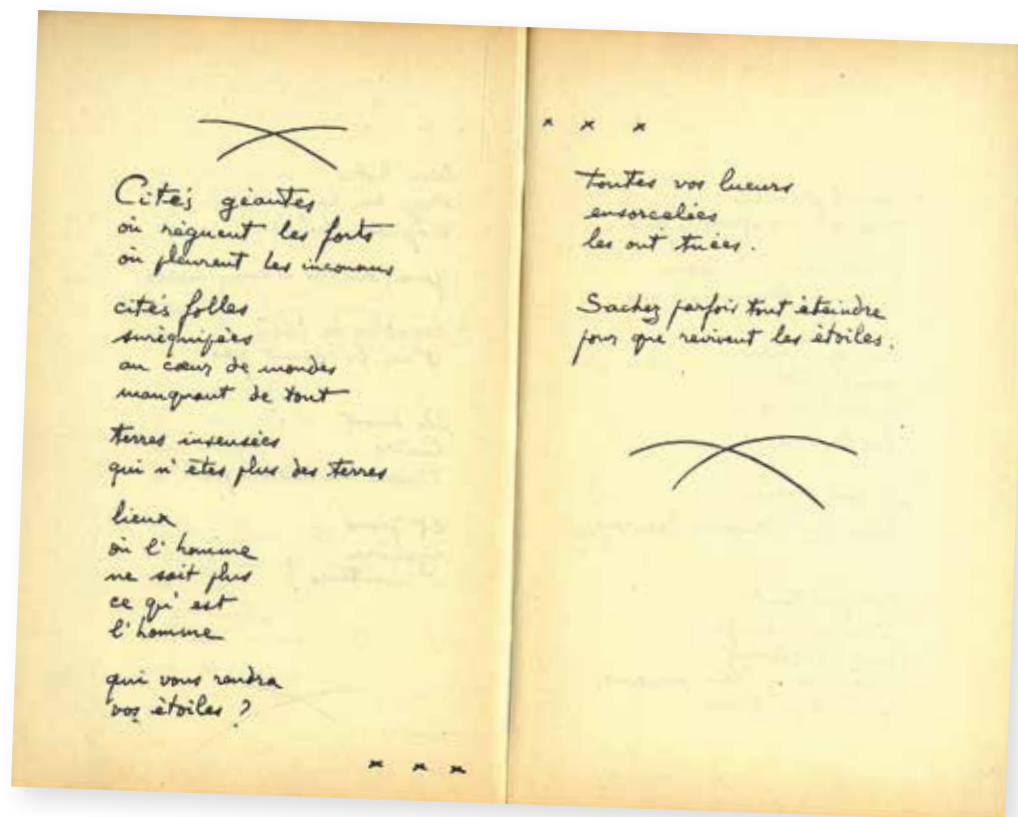 Cités géantes
où règnent les forts
où pleurent les inconnus
cités folles
suréquipées
au cœur de mondes
manquant de tout
terres insensées
qui n'êtes plus des terres
lieux
où l'homme
ne sait plus
ce qu'est
l'homme
qui vous rendra
vos étoiles ?
x x x
x x x
toutes vos lueurs
ensorcelées
les ont tuées.
Sachez parfois tout éteindre
pour que revivent les étoiles.